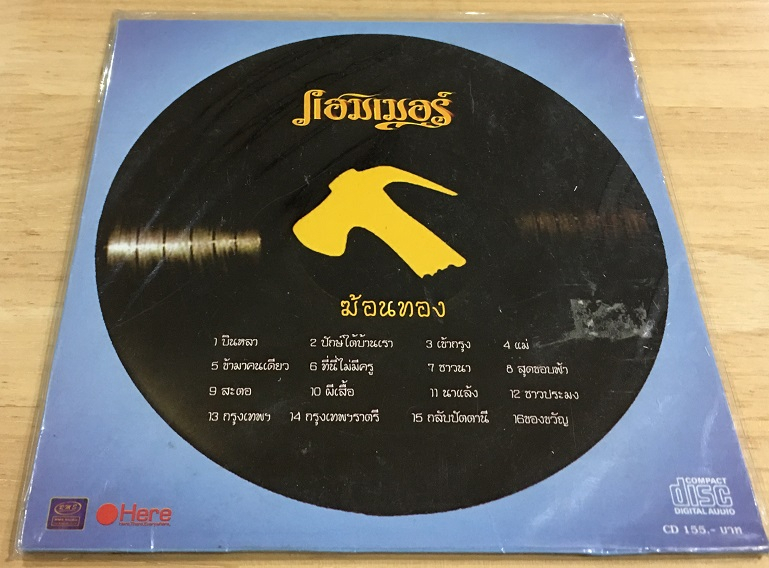 แฮมเมอร์
ฆ้อนทอง
1 บินหลา 2 ปักษ์ใต้บ้านเรา 3 เข้ากรุง 4 แม่
5 ข้ามาคนเดียว 6 ที่นี่ไม่มีครู 7 ชาวนา 8 สุดขอบฟ้า
9 สะตอ 10 ผีเสื้อ 11 นาแล้ง 12 ชาวประมง
13 กรุงเทพฯ 14 กรุงเทพฯราตรี 15 กลับปัตตานี 16ของขวัญ
Here
COMPACT
disc
DIGITAL AUDIO
CD 155.- บาท